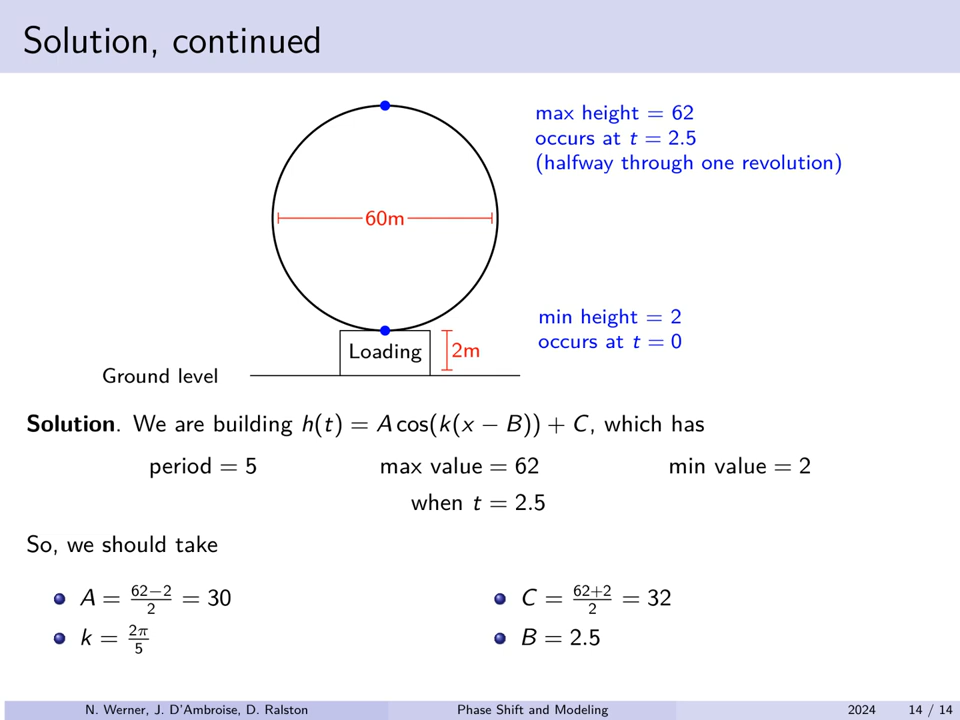 Solution, continued
max height = 62
occurs at t = 2.5
(halfway through one revolution)
60m
min height = 2
occurs at t = 0
Loading
2m
Ground level
Solution. We are building h(t) = A cos(k(x − B)) + C, which has
period = 5 max value = 62 min value = 2
when t = 2.5
So, we should take
A = \frac{62−2}{2} = 30
C = \frac{62+2}{2} = 32
k = \frac{2π}{5}
B = 2.5
N. Werner, J. D'Ambroise, D. Ralston Phase Shift and Modeling 2024 14 / 14